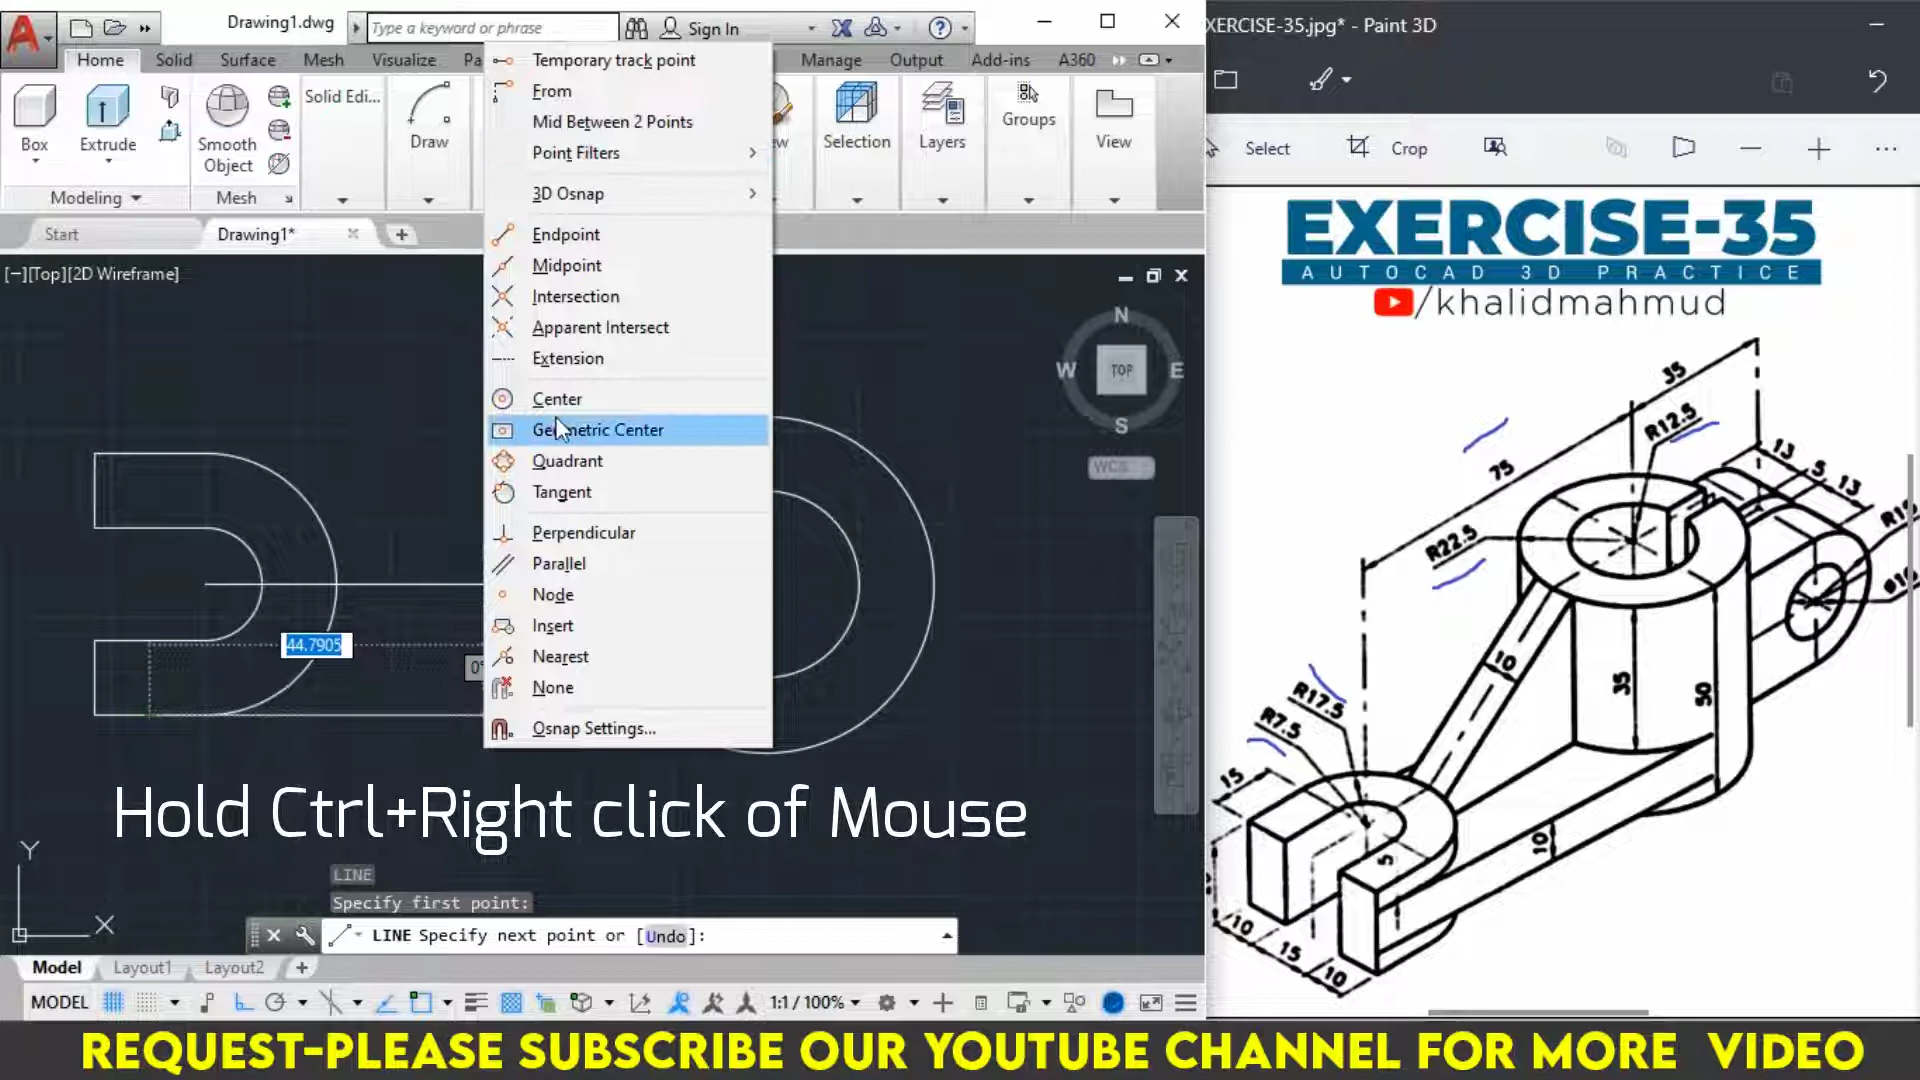 Drawing1.dwg
Type a keyword or phrase
Sign In
Home
Solid
Surface
Mesh
Visualize
Manage
Output
Add-ins
A360
Box
Extrude
Smooth
Object
Solid Edi...
Draw
Selection
Layers
Groups
View
Modeling
Mesh
Start
Drawing1*
[−][Top][2D Wireframe]
Temporary track point
From
Mid Between 2 Points
Point Filters
3D Osnap
Endpoint
Midpoint
Intersection
Apparent Intersect
Extension
Center
Geometric Center
Quadrant
Tangent
Perpendicular
Parallel
Node
Insert
Nearest
None
Osnap Settings...
N
W
TOP
E
S
WCS
44.7905
Hold Ctrl+Right click of Mouse
Y
X
LINE
Specify first point:
LINE Specify next point or [Undo]:
Model
Layout1
Layout2
MODEL
1:1 / 100%
EXERCISE-35.jpg* - Paint 3D
Select
Crop
EXERCISE-35
AUTOCAD 3D PRACTICE
/khalidmahmud
35
R12.5
75
13
5
13
R22.5
10
35
50
R17.5
R7.5
15
5
10
10
15
10
REQUEST-PLEASE SUBSCRIBE OUR YOUTUBE CHANNEL FOR MORE VIDEO